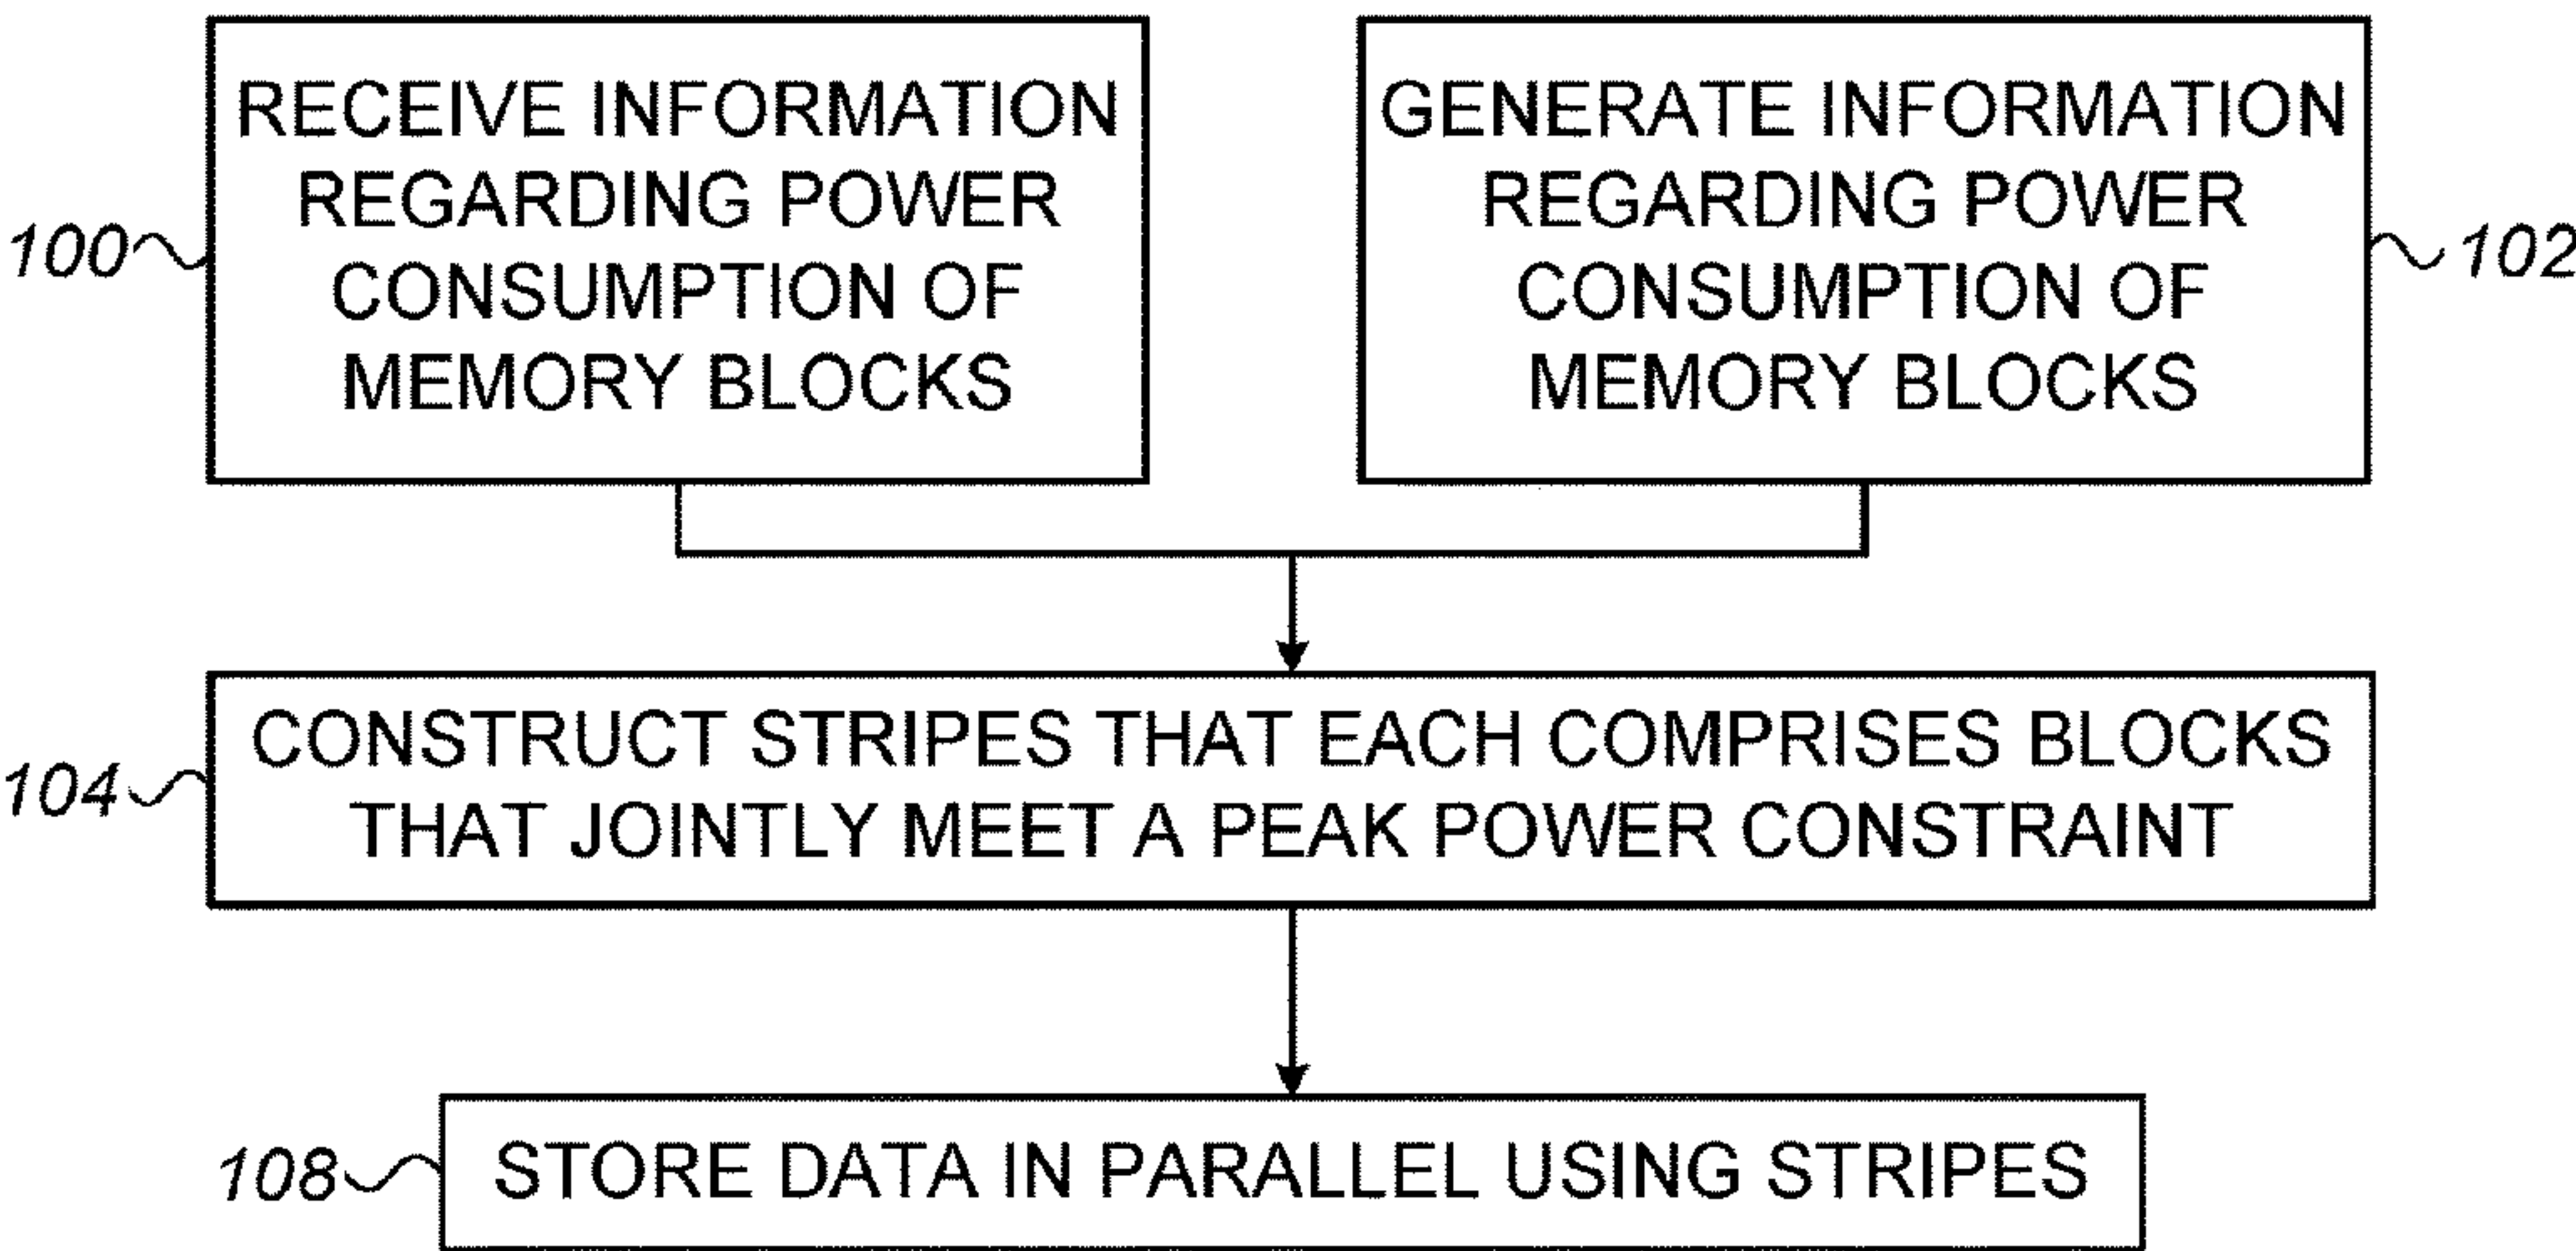 RECEIVE INFORMATION
REGARDING POWER
CONSUMPTION OF
MEMORY BLOCKS
100
GENERATE INFORMATION
REGARDING POWER
CONSUMPTION OF
MEMORY BLOCKS
102
CONSTRUCT STRIPES THAT EACH COMPRISES BLOCKS
THAT JOINTLY MEET A PEAK POWER CONSTRAINT
104
STORE DATA IN PARALLEL USING STRIPES
108